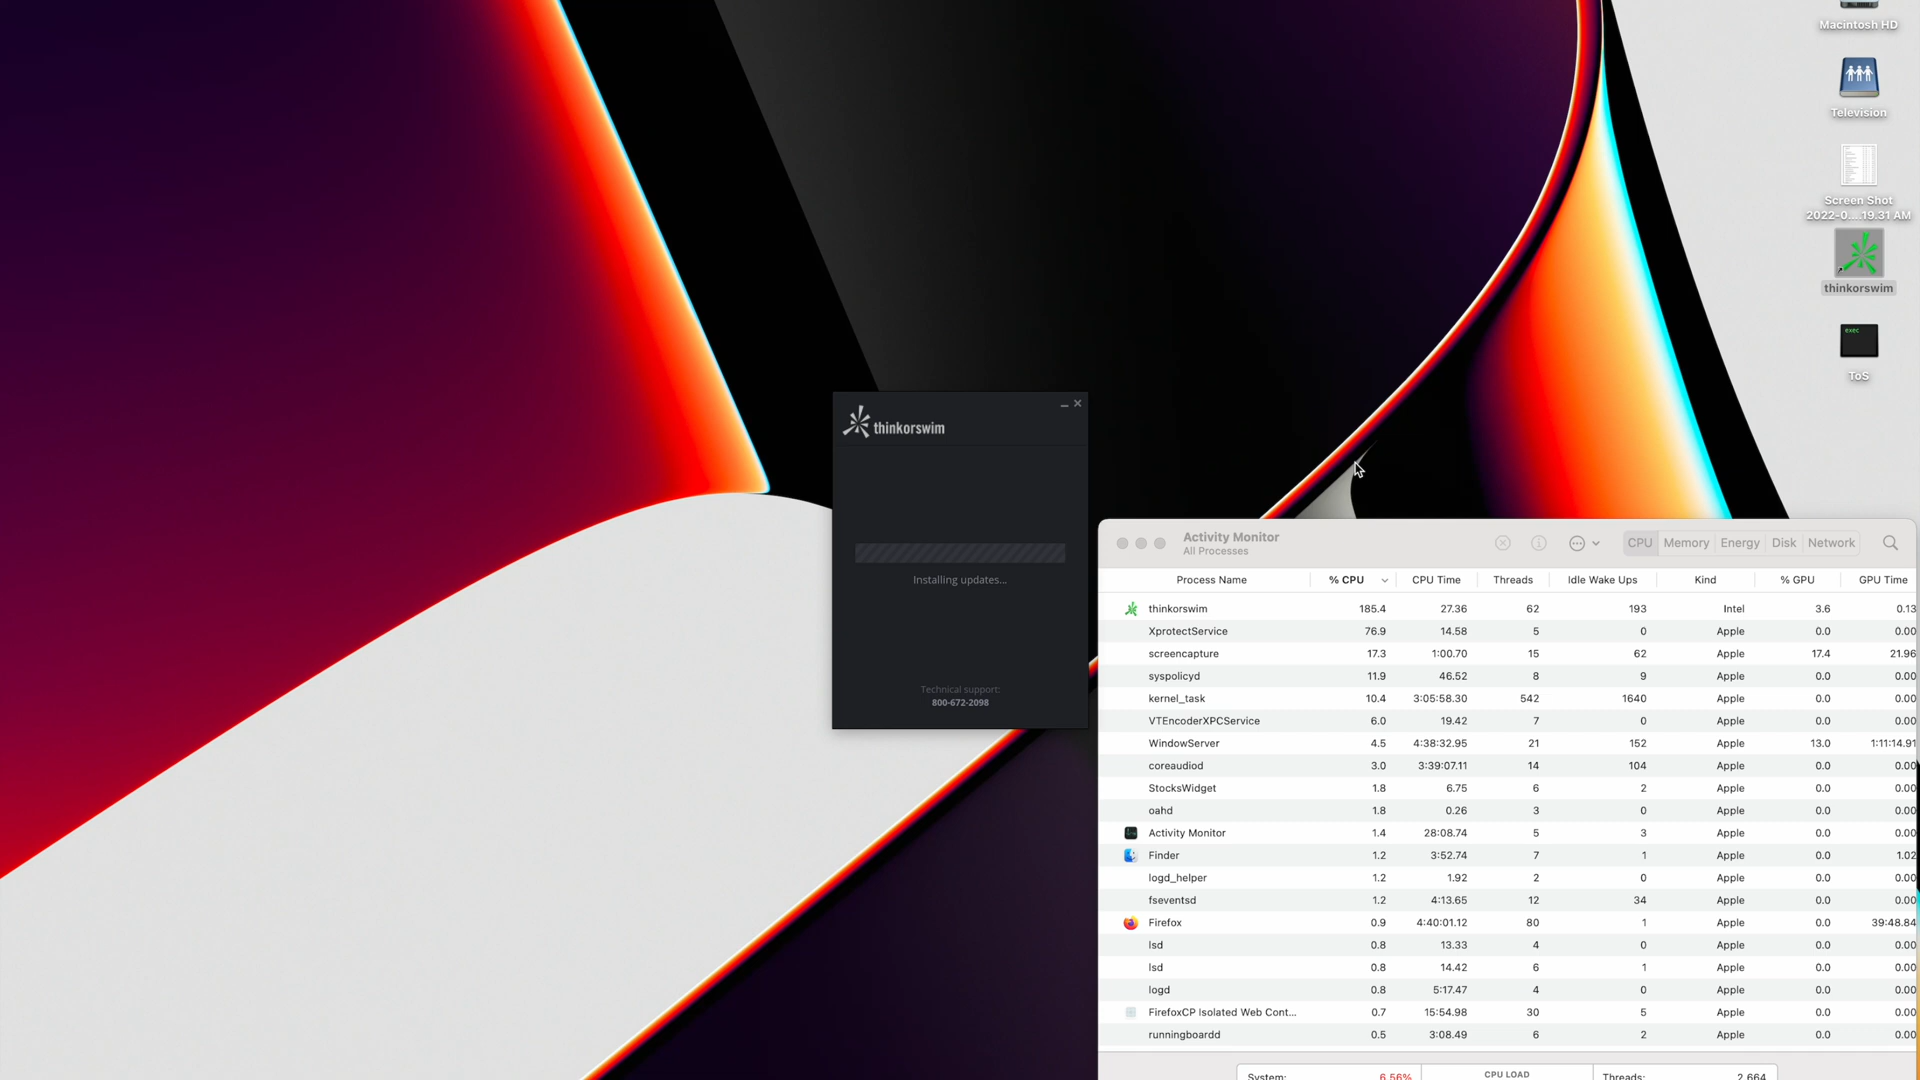 Macintosh HD
Television
Screen Shot
2022-0....19.31 AM
thinkorswim
exec
ToS
thinkorswim
Installing updates...
Technical support:
800-672-2098
Activity Monitor
All Processes
CPU Memory Energy Disk Network
Process Name % CPU CPU Time Threads Idle Wake Ups Kind % GPU GPU Time
thinkorswim 185.4 27.36 62 193 Intel 3.6 0.13
XprotectService 76.9 14.58 5 0 Apple 0.0 0.00
screencapture 17.3 1:00.70 15 62 Apple 17.4 21.96
syspolicyd 11.9 46.52 8 9 Apple 0.0 0.00
kernel_task 10.4 3:05:58.30 542 1640 Apple 0.0 0.00
VTEncoderXPCService 6.0 19.42 7 0 Apple 0.0 0.00
WindowServer 4.5 4:38:32.95 21 152 Apple 13.0 1:11:14.91
coreaudiod 3.0 3:39:07.11 14 104 Apple 0.0 0.00
StocksWidget 1.8 6.75 6 2 Apple 0.0 0.00
oahd 1.8 0.26 3 0 Apple 0.0 0.00
Activity Monitor 1.4 28:08.74 5 3 Apple 0.0 0.00
Finder 1.2 3:52.74 7 1 Apple 0.0 1.02
logd_helper 1.2 1.92 2 0 Apple 0.0 0.00
fseventsd 1.2 4:13.65 12 34 Apple 0.0 0.00
Firefox 0.9 4:40:01.12 80 1 Apple 0.0 39:48.84
lsd 0.8 13.33 4 0 Apple 0.0 0.00
lsd 0.8 14.42 6 1 Apple 0.0 0.00
logd 0.8 5:17.47 4 0 Apple 0.0 0.00
FirefoxCP Isolated Web Cont... 0.7 15:54.98 30 5 Apple 0.0 0.00
runningboardd 0.5 3:08.49 6 2 Apple 0.0 0.00
System: 6.56% CPU LOAD Threads: 2,664